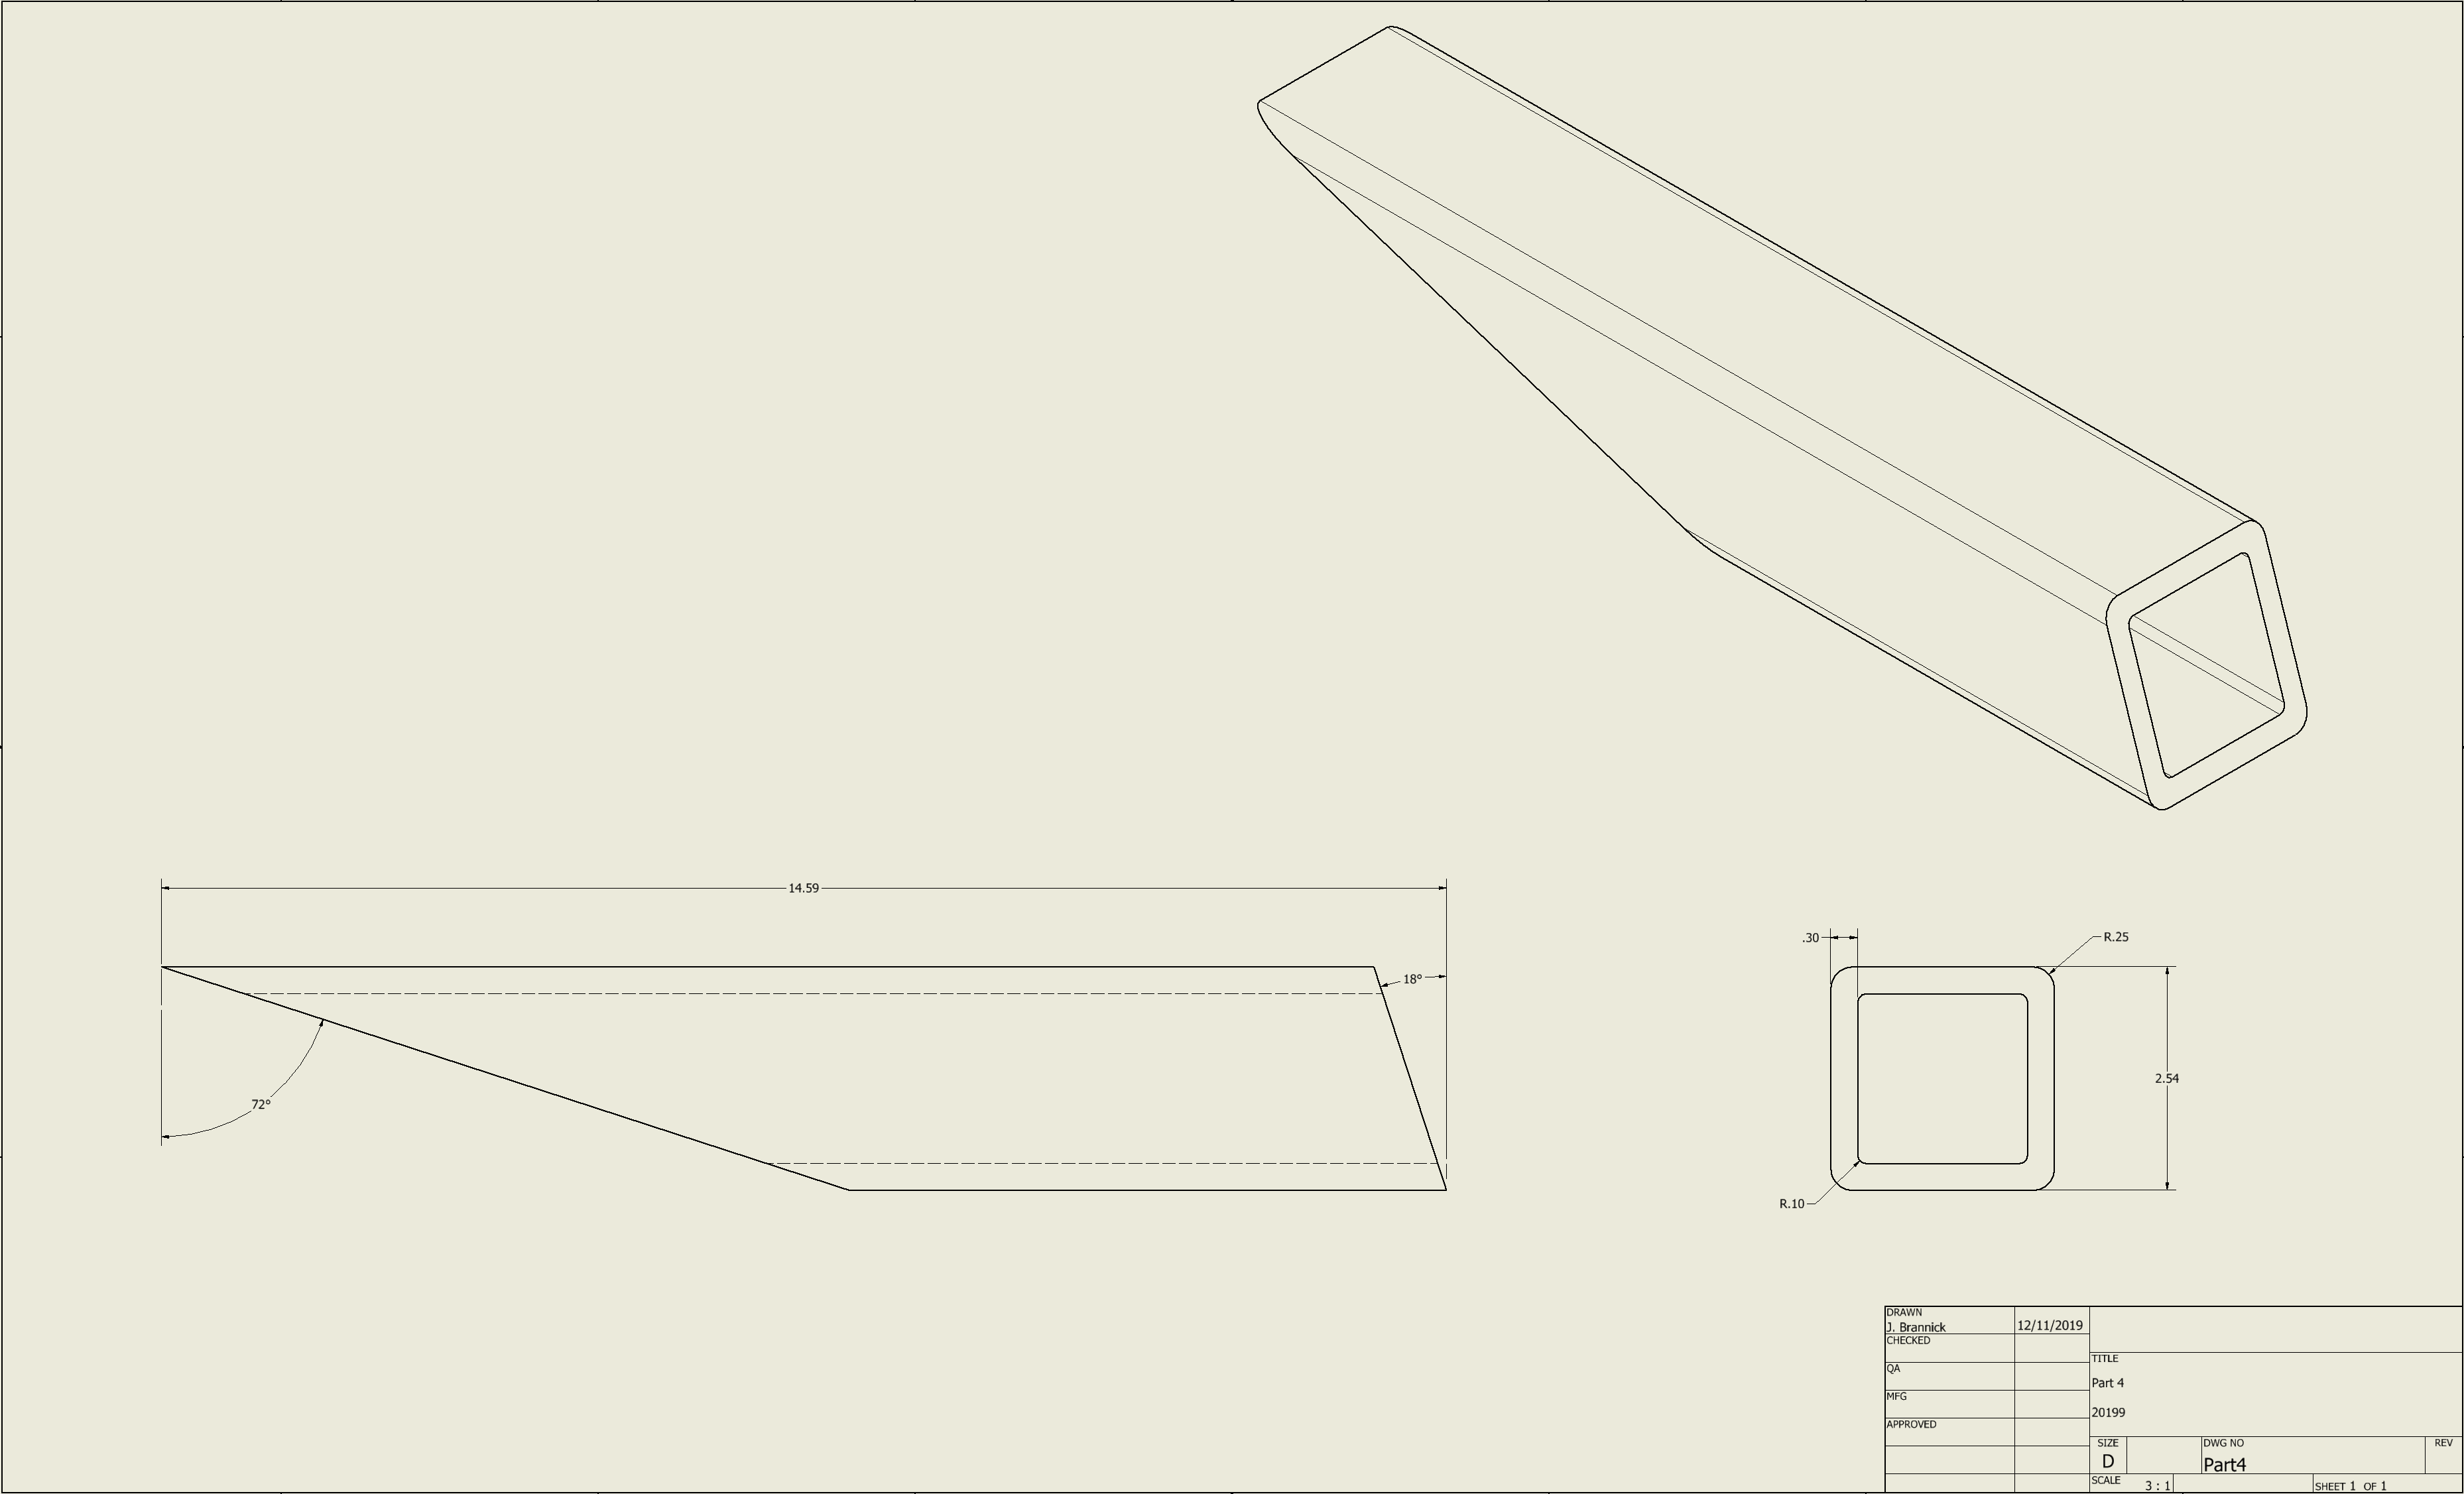 14.59
18°
72°
.30
R.25
2.54
R.10
DRAWN
J. Brannick
12/11/2019
CHECKED
QA
MFG
APPROVED
TITLE
Part 4
20199
SIZE
D
DWG NO
Part4
REV
SCALE
3 : 1
SHEET 1 OF 1